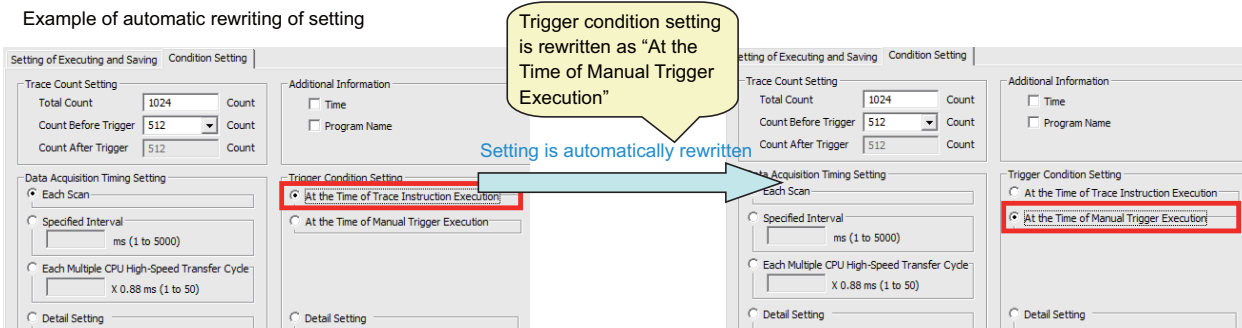 Example of automatic rewriting of setting
Trigger condition setting
is rewritten as “At the
Time of Manual Trigger
Execution”
Setting of Executing and Saving
Condition Setting
Trace Count Setting
Total Count
1024
Count
Count Before Trigger
512
Count
Count After Trigger
512
Count
Additional Information
Time
Program Name
Data Acquisition Timing Setting
Each Scan
Specified Interval
ms (1 to 5000)
Each Multiple CPU High-Speed Transfer Cycle
X 0.88 ms (1 to 50)
Detail Setting
Trigger Condition Setting
At the Time of Trace Instruction Execution
At the Time of Manual Trigger Execution
Detail Setting
Setting is automatically rewritten
etting of Executing and Saving
Condition Setting
Trace Count Setting
Total Count
1024
Count
Count Before Trigger
512
Count
Count After Trigger
512
Count
Additional Information
Time
Program Name
ta Acquisition Timing Setting
Each Scan
Specified Interval
ms (1 to 5000)
Each Multiple CPU High-Speed Transfer Cycle
X 0.88 ms (1 to 50)
Detail Setting
Trigger Condition Setting
At the Time of Trace Instruction Execution
At the Time of Manual Trigger Execution
Detail Setting